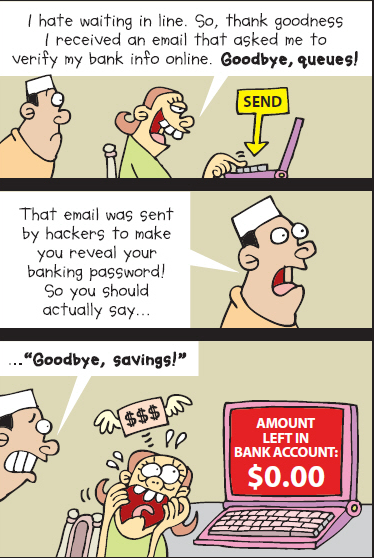 I hate waiting in line. So, thank goodness
I received an email that asked me to
verify my bank info online. Goodbye, queues!
SEND
That email was sent
by hackers to make
you reveal your
banking password!
So you should
actually say...
..."Goodbye, savings!"
$$$
AMOUNT
LEFT IN
BANK ACCOUNT:
$0.00